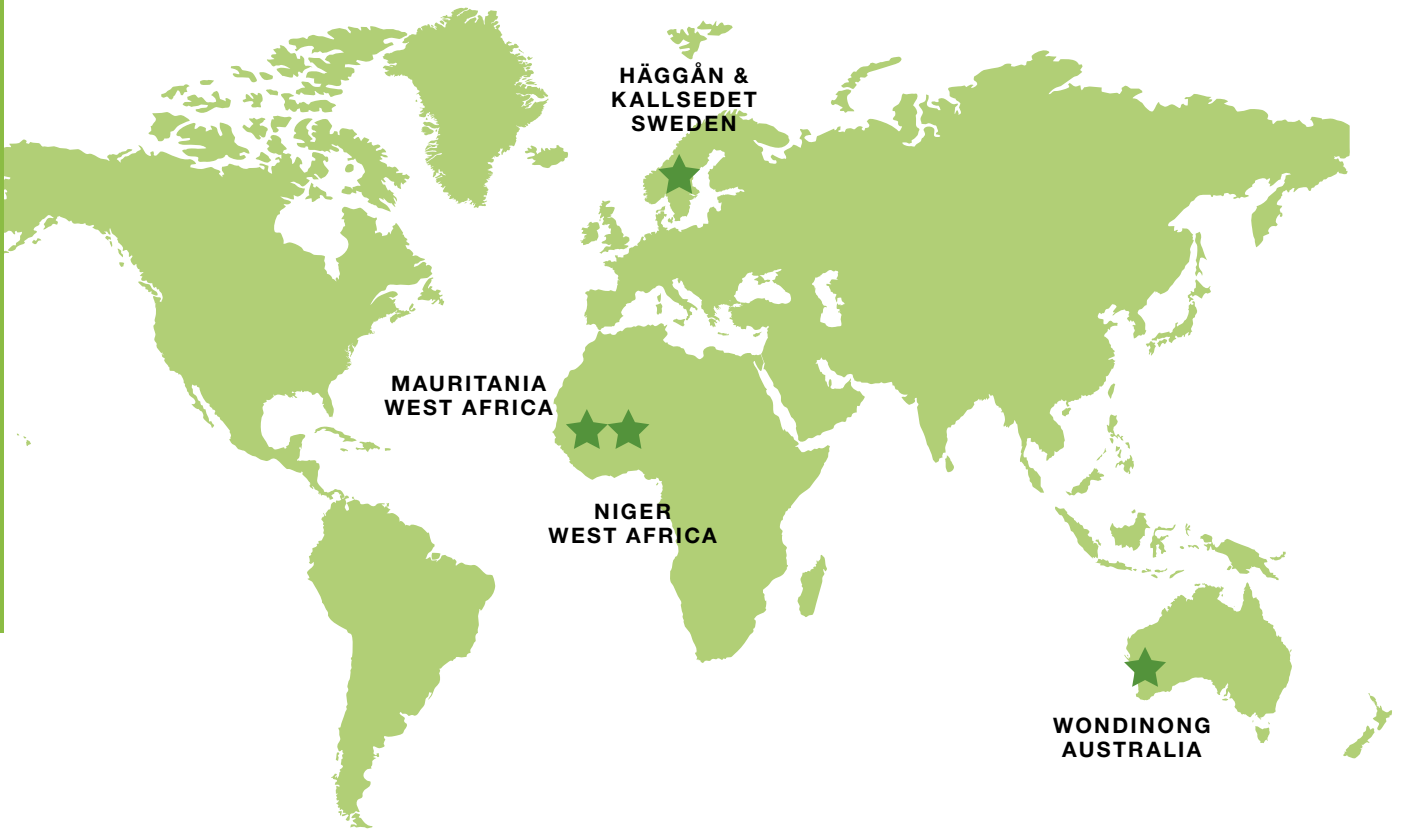 HÄGGÅN &
KALLSEDET
SWEDEN
MAURITANIA
WEST AFRICA
NIGER
WEST AFRICA
WONDINONG
AUSTRALIA